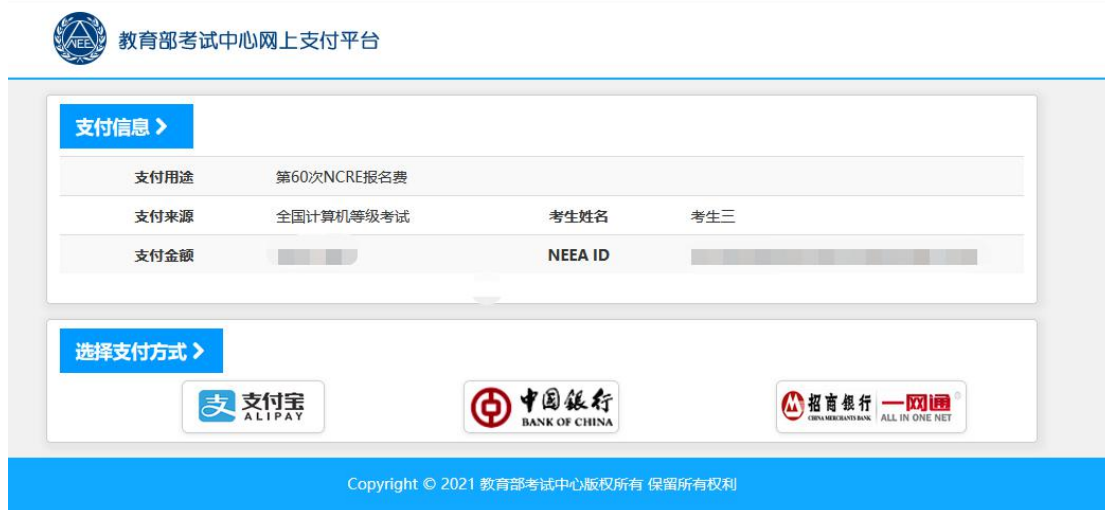 NEE
教育部考试中心网上支付平台
支付信息
支付用途 第60次NCRE报名费
支付来源 全国计算机等级考试 考生姓名 考生三
支付金额 NEEA ID
选择支付方式
支 支付宝 ALIPAY
中国银行 BANK OF CHINA
招商银行 CHINA MERCHANTS BANK 一网通 ALL IN ONE NET
Copyright © 2021 教育部考试中心版权所有 保留所有权利